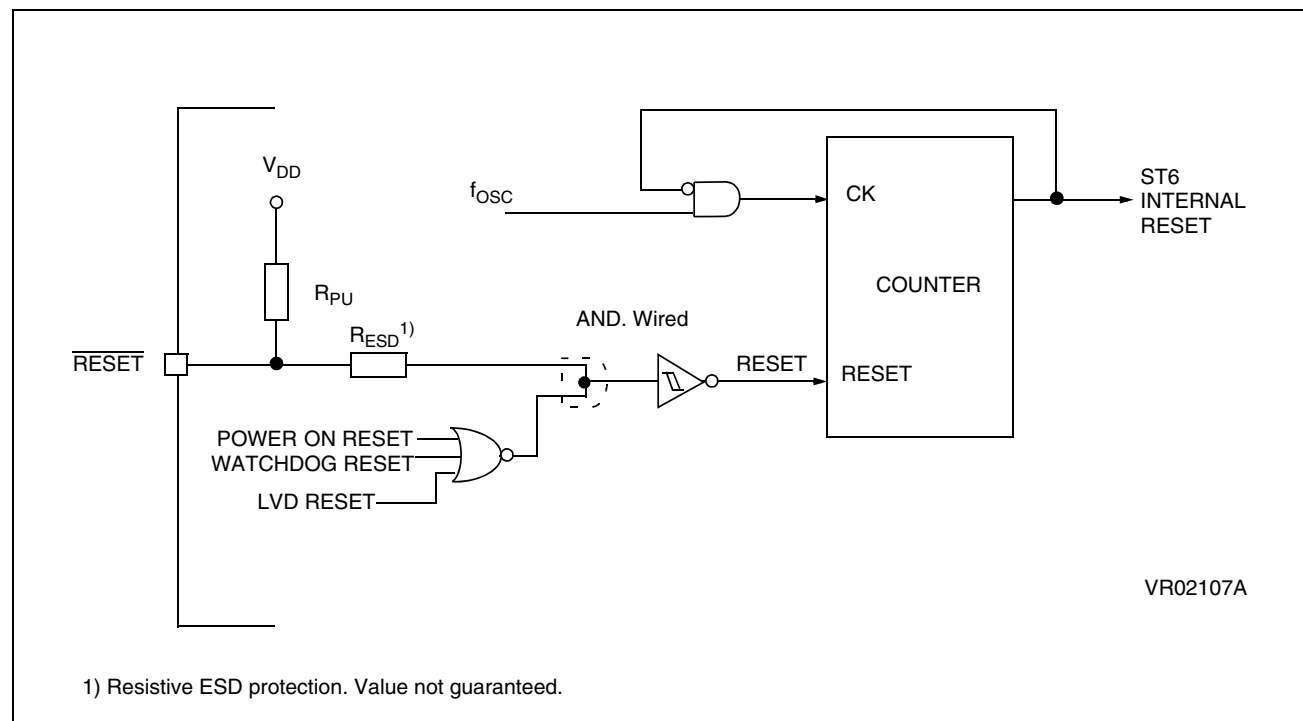 V_DD
f_OSC
CK
ST6
INTERNAL
RESET
R_PU
COUNTER
AND. Wired
R_ESD 1)
RESET
RESET
RESET
POWER ON RESET
WATCHDOG RESET
LVD RESET
VR02107A
1) Resistive ESD protection. Value not guaranteed.